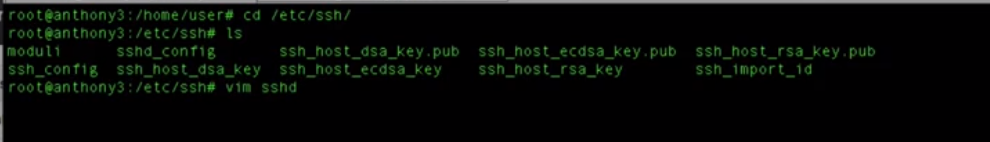 root@anthony3:/home/user# cd /etc/ssh/
root@anthony3:/etc/ssh# ls
moduli      sshd_config       ssh_host_dsa_key.pub  ssh_host_ecdsa_key.pub  ssh_host_rsa_key.pub
ssh_config  ssh_host_dsa_key  ssh_host_ecdsa_key    ssh_host_rsa_key        ssh_import_id
root@anthony3:/etc/ssh# vim sshd